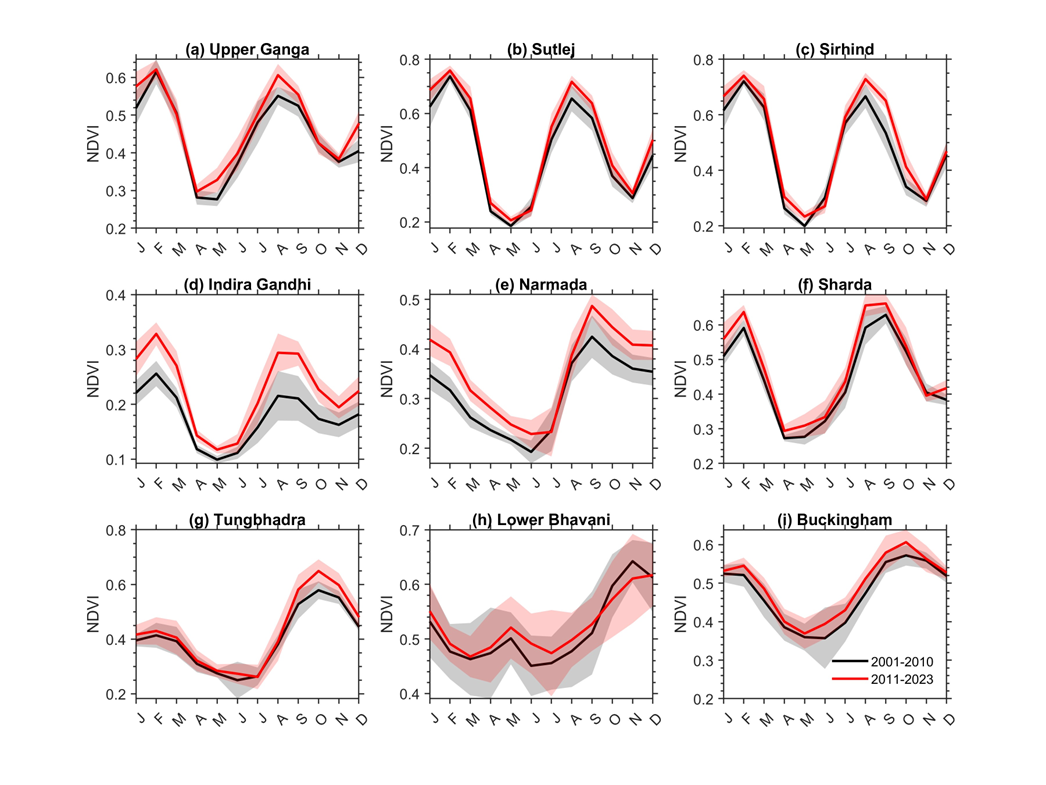 (a) Upper Ganga
NDVI
0.6
0.5
0.4
0.3
0.2
J F M A M J J A S O N D
(b) Sutlej
NDVI
0.8
0.6
0.4
0.2
J F M A M J J A S O N D
(c) Sirhind
NDVI
0.8
0.6
0.4
0.2
J F M A M J J A S O N D
(d) Indira Gandhi
NDVI
0.4
0.3
0.2
0.1
J F M A M J J A S O N D
(e) Narmada
NDVI
0.5
0.4
0.3
0.2
J F M A M J J A S O N D
(f) Sharda
NDVI
0.6
0.5
0.4
0.3
0.2
J F M A M J J A S O N D
(g) Tungbhadra
NDVI
0.8
0.6
0.4
0.2
J F M A M J J A S O N D
(h) Lower Bhavani
NDVI
0.7
0.6
0.5
0.4
J F M A M J J A S O N D
(i) Buckingham
NDVI
0.6
0.5
0.4
0.3
0.2
J F M A M J J A S O N D
2001-2010
2011-2023